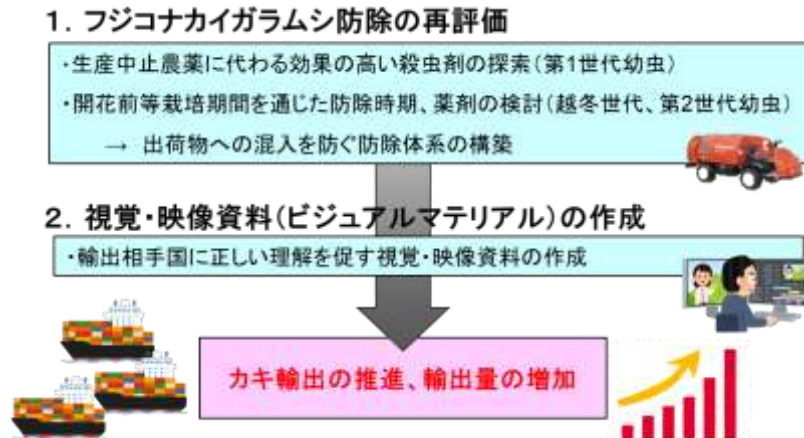 1．フジコナカイガラムシ防除の再評価
・生産中止農薬に代わる効果の高い殺虫剤の探索（第1世代幼虫）
・開花前等栽培期間を通じた防除時期、薬剤の検討（越冬世代、第2世代幼虫）
→ 出荷物への混入を防ぐ防除体系の構築
2．視覚・映像資料（ビジュアルマテリアル）の作成
・輸出相手国に正しい理解を促す視覚・映像資料の作成
カキ輸出の推進、輸出量の増加